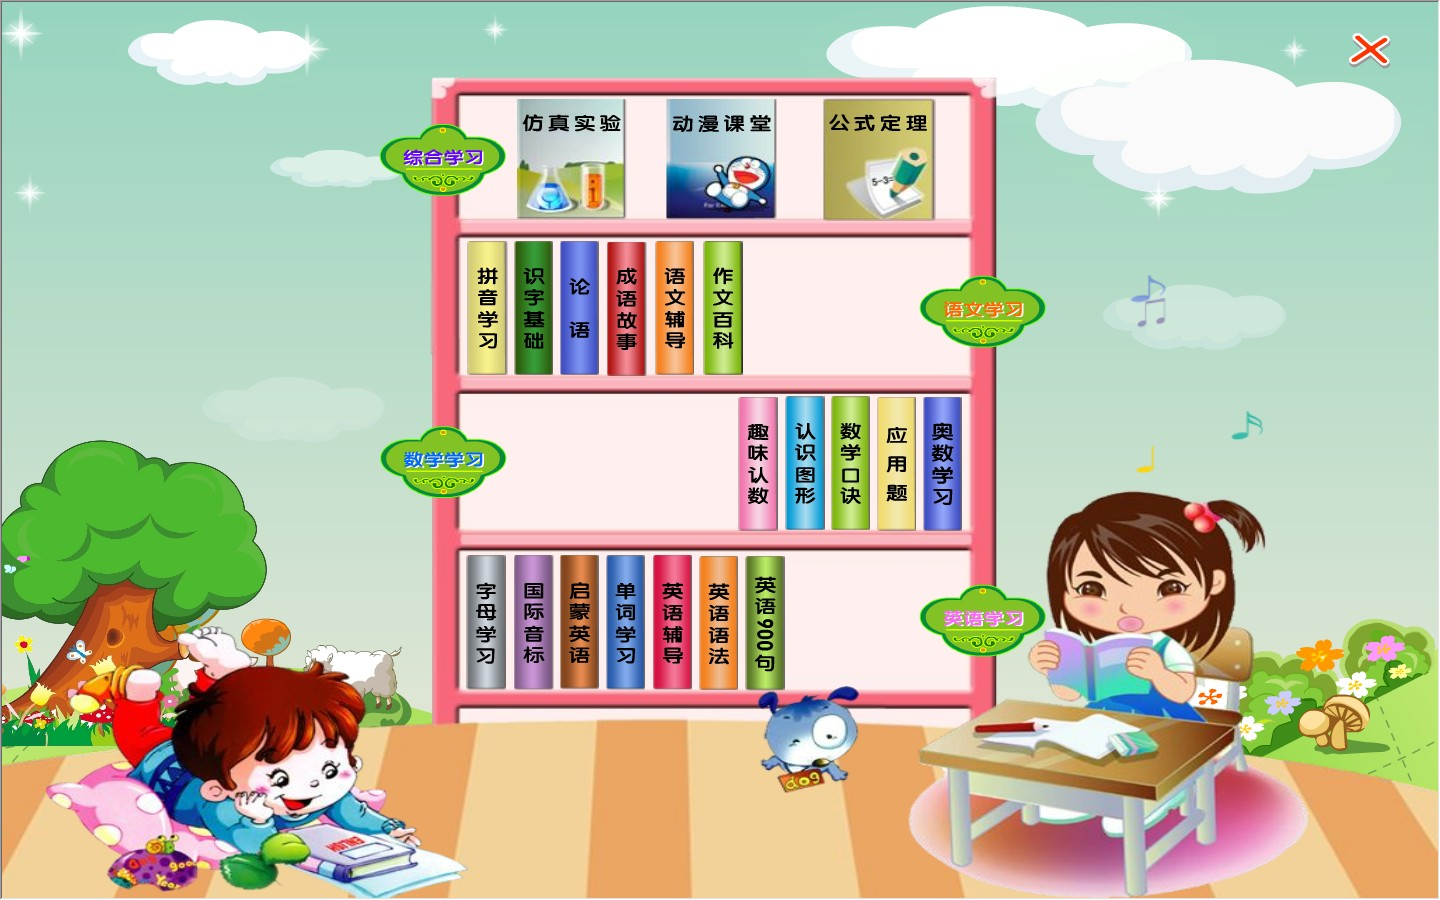 综合学习
仿真实验
动漫课堂
公式定理
5-3=
拼音学习
识字基础
论语
成语故事
语文辅导
作文百科
语文学习
数学学习
趣味认数
认识图形
数学口诀
应用题
奥数学习
字母学习
国际音标
启蒙英语
单词学习
英语辅导
英语语法
英语900句
英语学习
dog